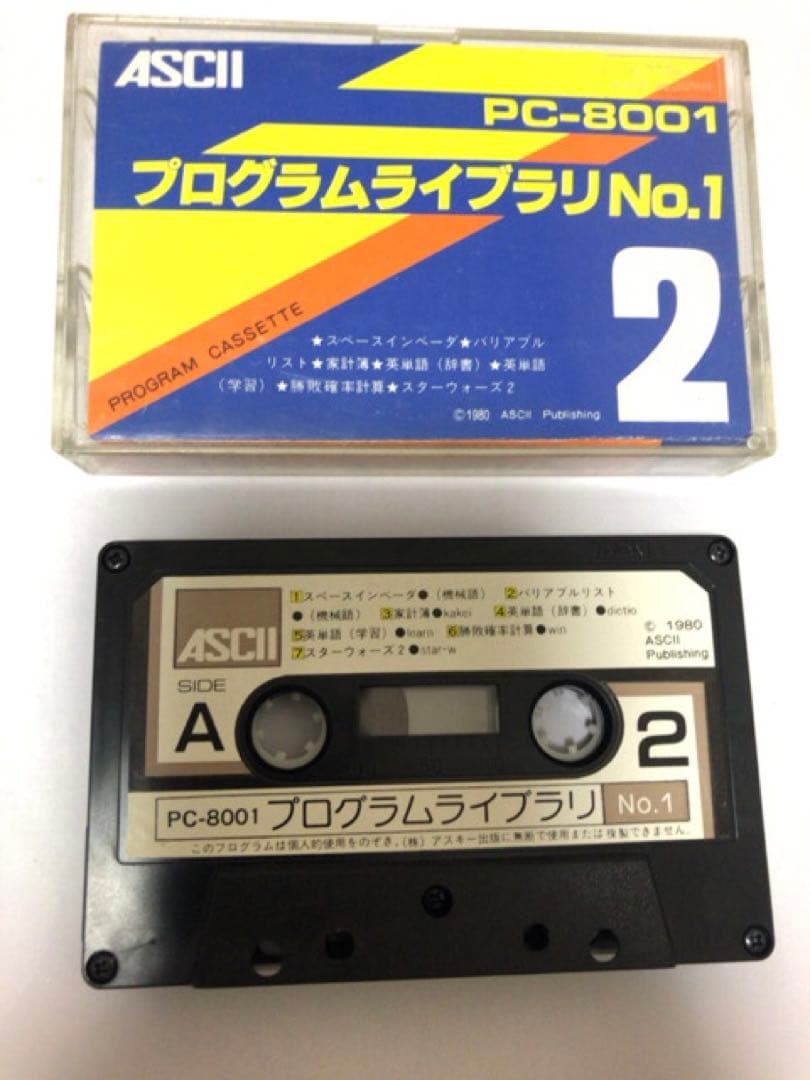 ASCII
PC-8001
プログラムライブラリ No.1
2
PROGRAM CASSETTE
★スペースインベーダ★バリアブル
リスト★家計簿★英単語（辞書）★英単語
（学習）★勝敗確率計算★スターウォーズ2
©1980 ASCII Publishing
ASCII
1スペースインベーダ●（機械語） 2バリアブルリスト
●（機械語） 3家計簿●kakei 4英単語（辞書）●dictio
5英単語（学習）●learn 6勝敗確率計算●win
7スターウォーズ2●star-w
© 1980
ASCII
Publishing
SIDE
A
2
PC-8001 プログラムライブラリ No.1
このプログラムは個人的使用をのぞき，（株）アスキー出版に無断で使用または複製できません．